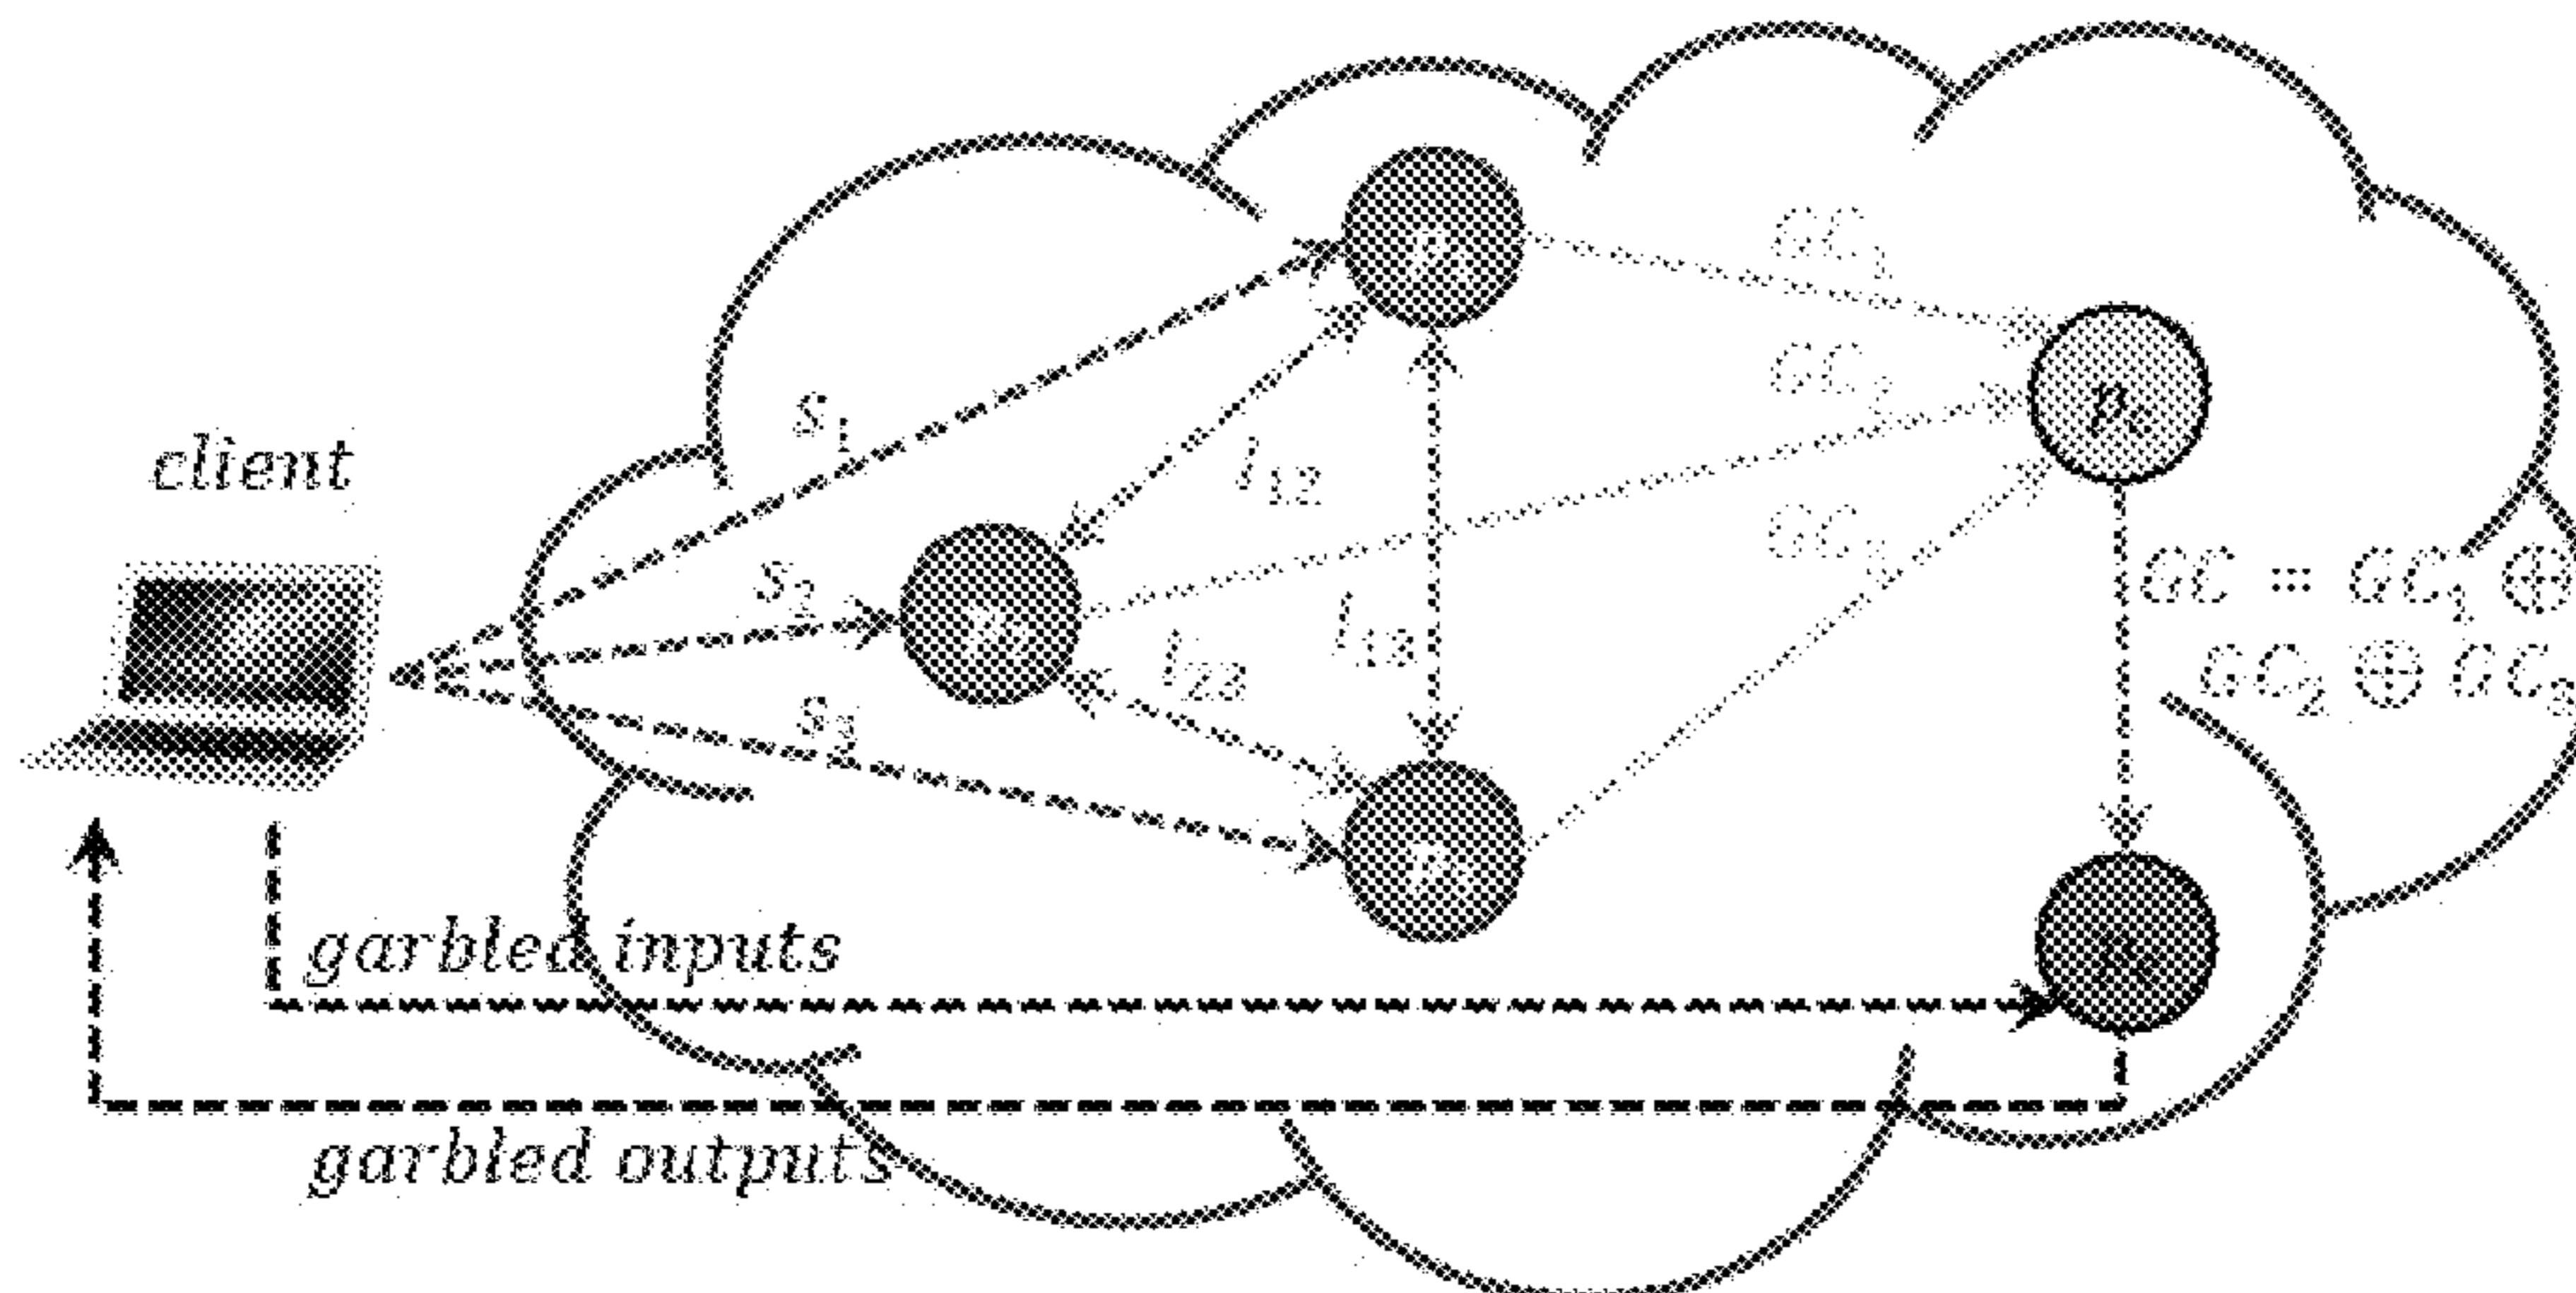 client
S₁
S₂
S₃
l₁₂
l₂₃
l₁₃
GC₁
GC₂
GC₃
GC = GC₁ ⊕
GC₂ ⊕ GC₃
garbled inputs
garbled outputs